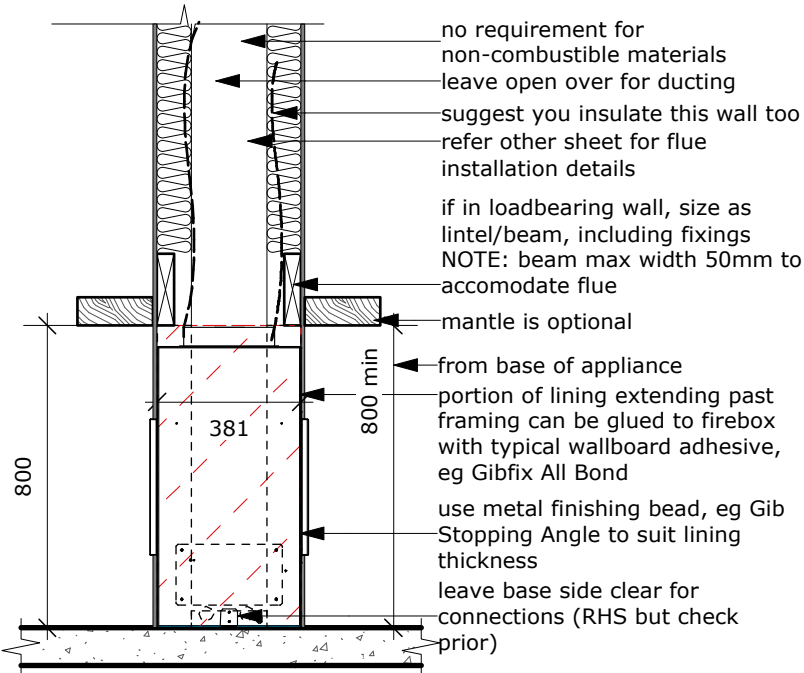 no requirement for
non-combustible materials
leave open over for ducting
suggest you insulate this wall too
refer other sheet for flue
installation details
if in loadbearing wall, size as
lintel/beam, including fixings
NOTE: beam max width 50mm to
accomodate flue
mantle is optional
from base of appliance
portion of lining extending past
framing can be glued to firebox
with typical wallboard adhesive,
eg Gibfix All Bond
use metal finishing bead, eg Gib
Stopping Angle to suit lining
thickness
leave base side clear for
connections (RHS but check
prior)
381
800
800 min